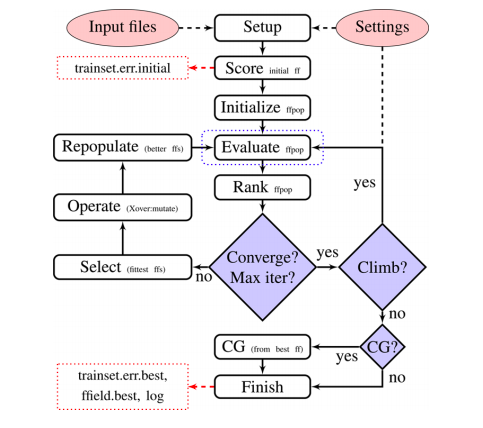 Input files
Setup
Settings
trainset.err.initial
Score initial ff
Initialize ffpop
Repopulate (better ffs)
Evaluate ffpop
Rank ffpop
yes
Operate (Xover:mutate)
Select (fittest ffs)
no
Converge?
Max iter?
yes
Climb?
no
CG (from best ff)
yes
CG?
no
trainset.err.best,
ffield.best, log
Finish